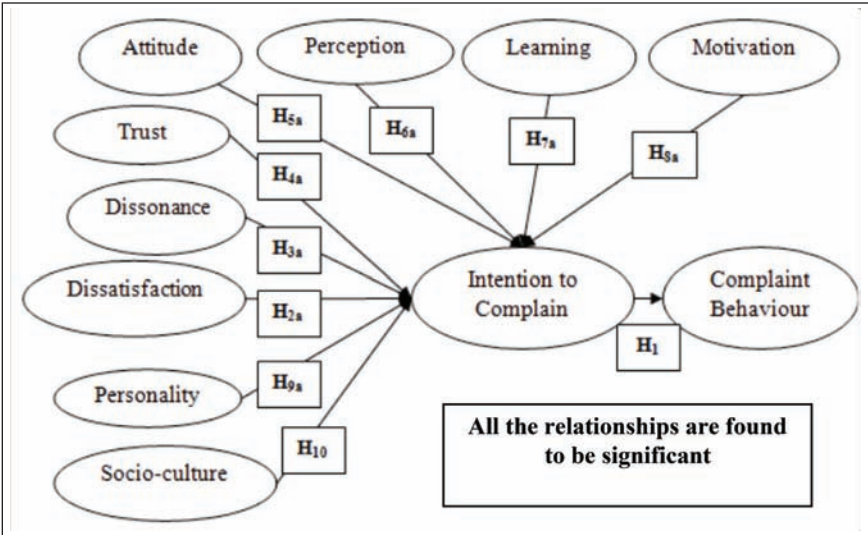 Attitude
Perception
Learning
Motivation
H5a
H6a
H7a
H8a
Trust
H4a
Dissonance
H3a
Dissatisfaction
H2a
Intention to
Complain
Complaint
Behaviour
H1
Personality
H9a
Socio-culture
H10
All the relationships are found
to be significant